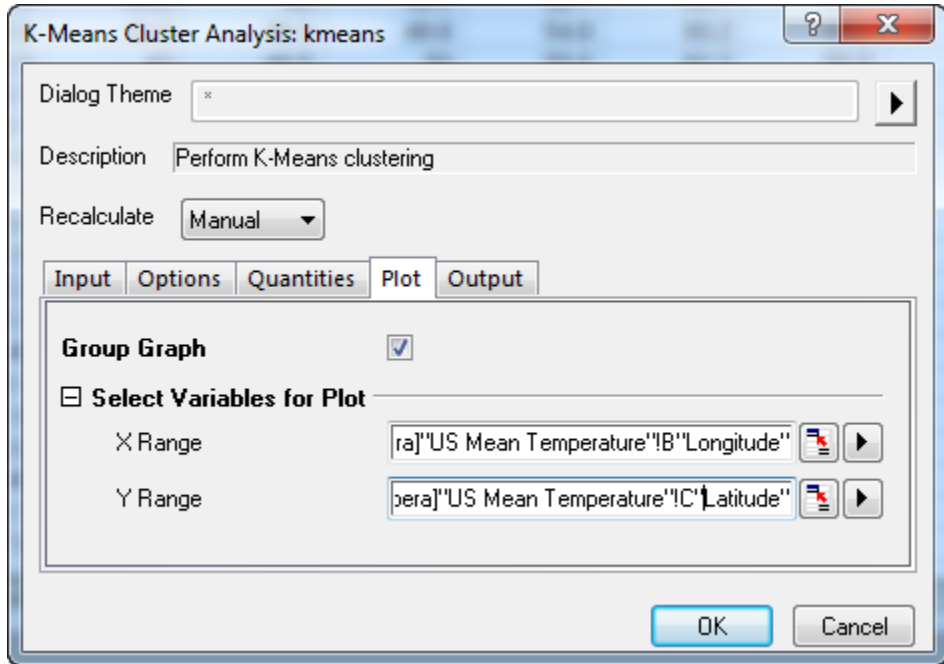 K-Means Cluster Analysis: kmeans
Dialog Theme *
Description Perform K-Means clustering
Recalculate Manual
Input Options Quantities Plot Output
Group Graph
Select Variables for Plot
X Range ra]"US Mean Temperature"!B"Longitude"
Y Range pera]"US Mean Temperature"!C"Latitude"
OK Cancel